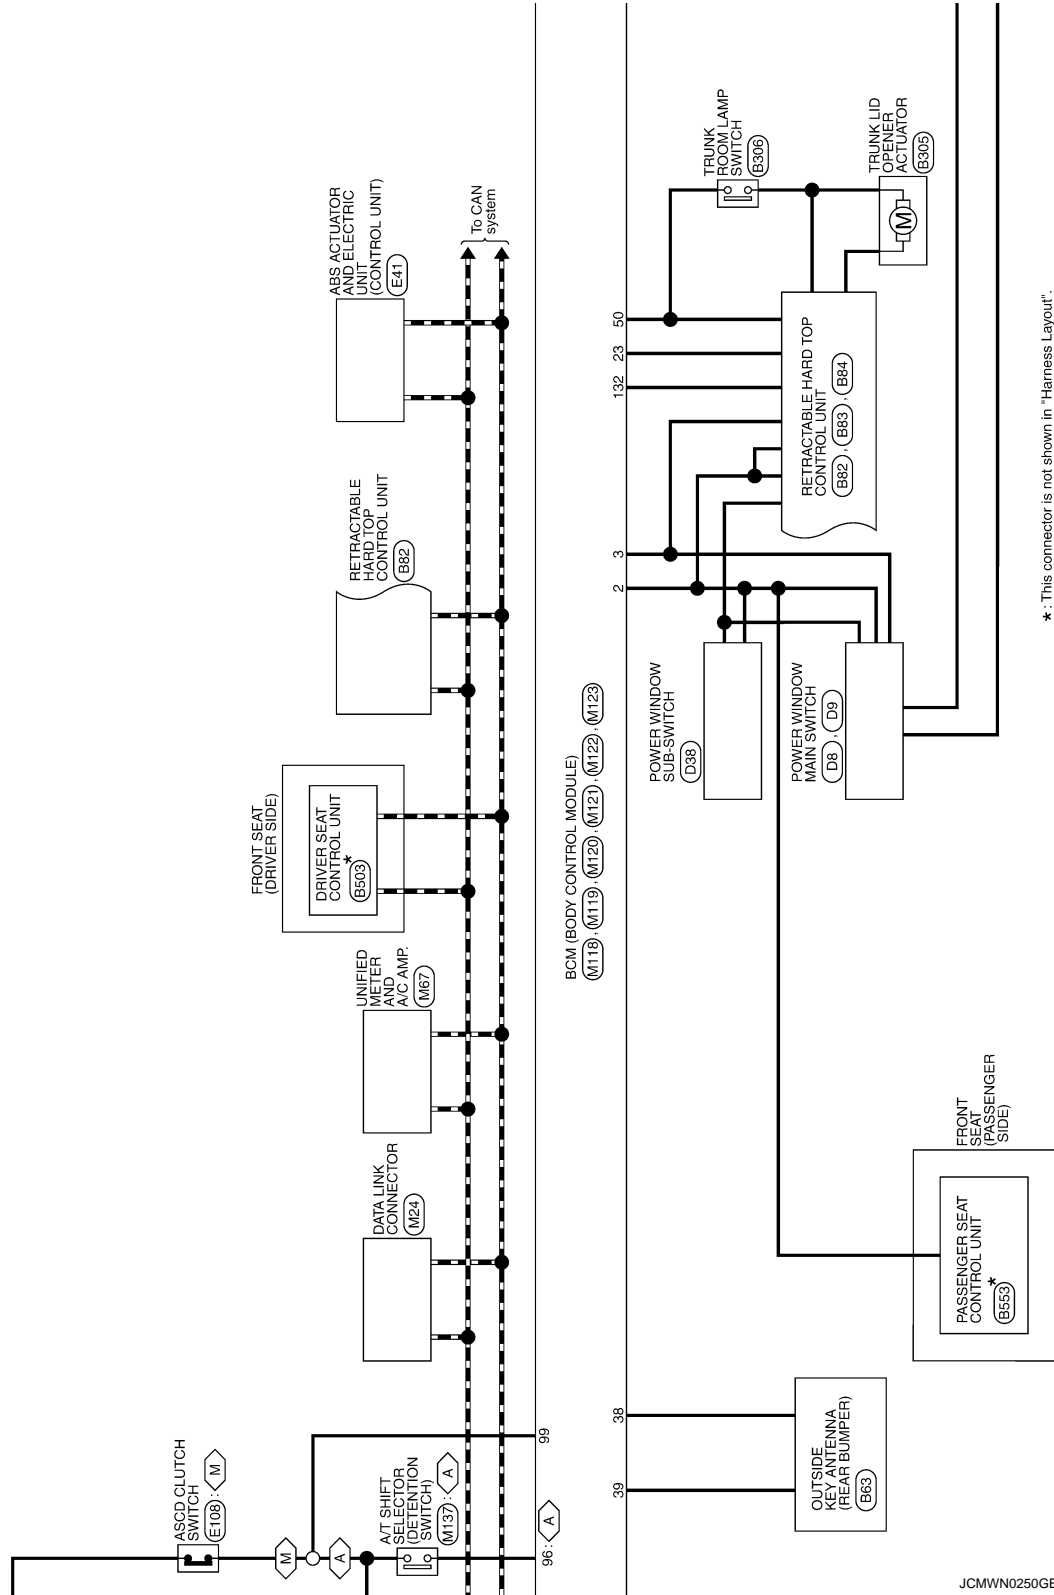 ASCD CLUTCH
SWITCH
E108 : M
M
A
A/T SHIFT
SELECTOR
(DETENTION
SWITCH)
M137 : A
96 : A
99
DATA LINK
CONNECTOR
M24
UNIFIED
METER
AND
A/C AMP.
M67
FRONT SEAT
(DRIVER SIDE)
DRIVER SEAT
CONTROL UNIT
*
B503
RETRACTABLE
HARD TOP
CONTROL UNIT
B82
ABS ACTUATOR
AND ELECTRIC
UNIT
(CONTROL UNIT)
E41
To CAN
system
BCM (BODY CONTROL MODULE)
M118 , M119 , M120 , M121 , M122 , M123
39
38
2
3
132
23
50
OUTSIDE
KEY ANTENNA
(REAR BUMPER)
B63
FRONT
SEAT
(PASSENGER
SIDE)
PASSENGER SEAT
CONTROL UNIT
*
B553
POWER WINDOW
SUB-SWITCH
D38
POWER WINDOW
MAIN SWITCH
D8 , D9
RETRACTABLE HARD TOP
CONTROL UNIT
B82 , B83 , B84
TRUNK
ROOM LAMP
SWITCH
B306
TRUNK LID
OPENER
ACTUATOR
B305
M
* : This connector is not shown in "Harness Layout".
JCMWN0250GE